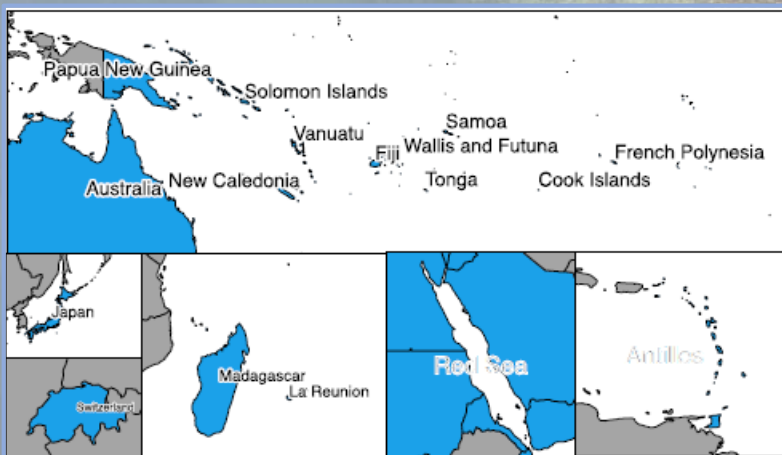 Papua New Guinea
Solomon Islands
Samoa
Vanuatu
Fiji
Wallis and Futuna
French Polynesia
Australia
New Caledonia
Tonga
Cook Islands
Japan
Madagascar
La Reunion
Switzerland
Red Sea
Antilles